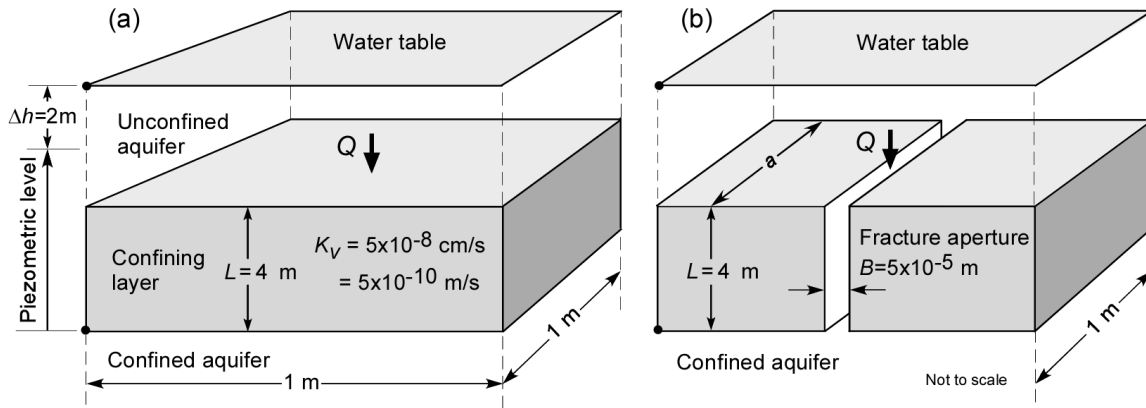 (a)
Water table
Δh=2m
Unconfined
aquifer
Q
Piezometric level
Confining
layer
L=4 m
K_V = 5x10^-8 cm/s
= 5x10^-10 m/s
Confined aquifer
1 m
1 m
(b)
Water table
a
Q
L=4 m
Fracture aperture
B=5x10^-5 m
Confined aquifer
1 m
Not to scale